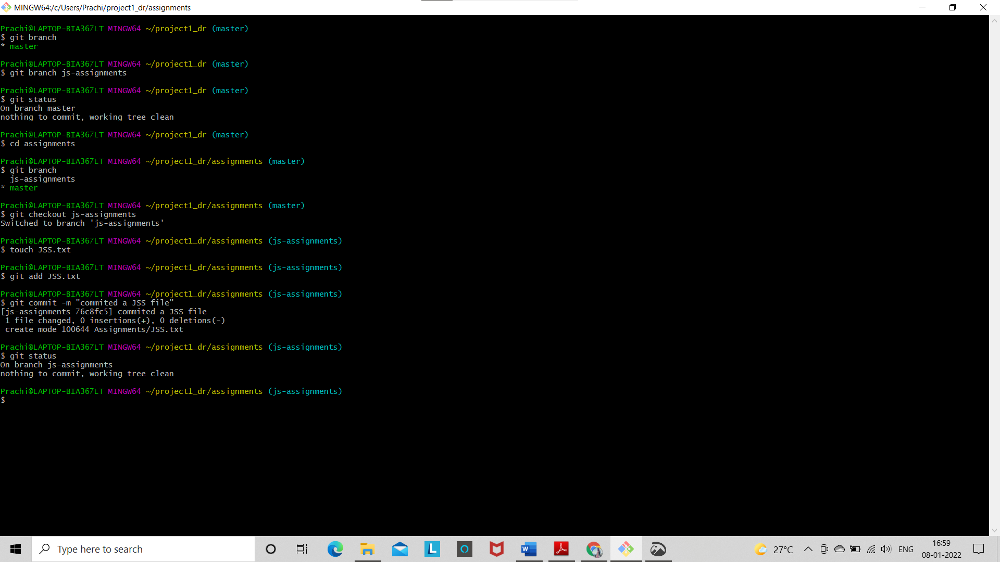 MINGW64:/c/Users/Prachi/project1_dr/assignments
Prachi@LAPTOP-BIA367LT MINGW64 ~/project1_dr (master)
$ git branch
* master
Prachi@LAPTOP-BIA367LT MINGW64 ~/project1_dr (master)
$ git branch js-assignments
Prachi@LAPTOP-BIA367LT MINGW64 ~/project1_dr (master)
$ git status
On branch master
nothing to commit, working tree clean
Prachi@LAPTOP-BIA367LT MINGW64 ~/project1_dr (master)
$ cd assignments
Prachi@LAPTOP-BIA367LT MINGW64 ~/project1_dr/assignments (master)
$ git branch
  js-assignments
* master
Prachi@LAPTOP-BIA367LT MINGW64 ~/project1_dr/assignments (master)
$ git checkout js-assignments
Switched to branch 'js-assignments'
Prachi@LAPTOP-BIA367LT MINGW64 ~/project1_dr/assignments (js-assignments)
$ touch JSS.txt
Prachi@LAPTOP-BIA367LT MINGW64 ~/project1_dr/assignments (js-assignments)
$ git add JSS.txt
Prachi@LAPTOP-BIA367LT MINGW64 ~/project1_dr/assignments (js-assignments)
$ git commit -m "commited a JSS file"
[js-assignments 76c8fc5] commited a JSS file
 1 file changed, 0 insertions(+), 0 deletions(-)
 create mode 100644 Assignments/JSS.txt
Prachi@LAPTOP-BIA367LT MINGW64 ~/project1_dr/assignments (js-assignments)
$ git status
On branch js-assignments
nothing to commit, working tree clean
Prachi@LAPTOP-BIA367LT MINGW64 ~/project1_dr/assignments (js-assignments)
$
Type here to search
L
W
27°C
ENG
16:59
08-01-2022